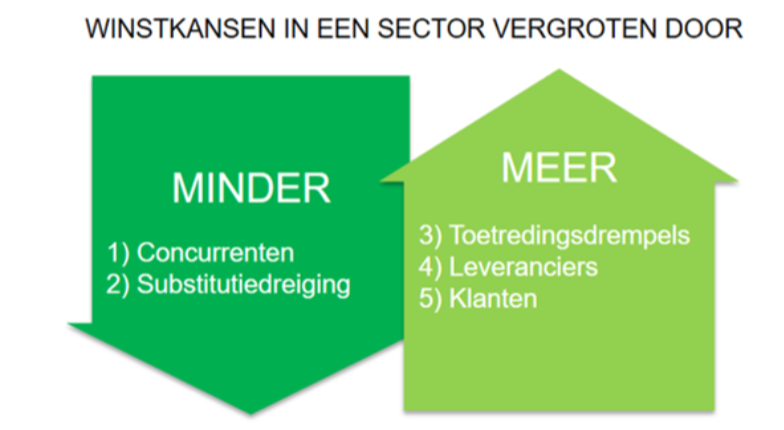 WINSTKANSEN IN EEN SECTOR VERGROTEN DOOR
MINDER
1) Concurrenten
2) Substitutiedreiging
MEER
3) Toetredingsdrempels
4) Leveranciers
5) Klanten